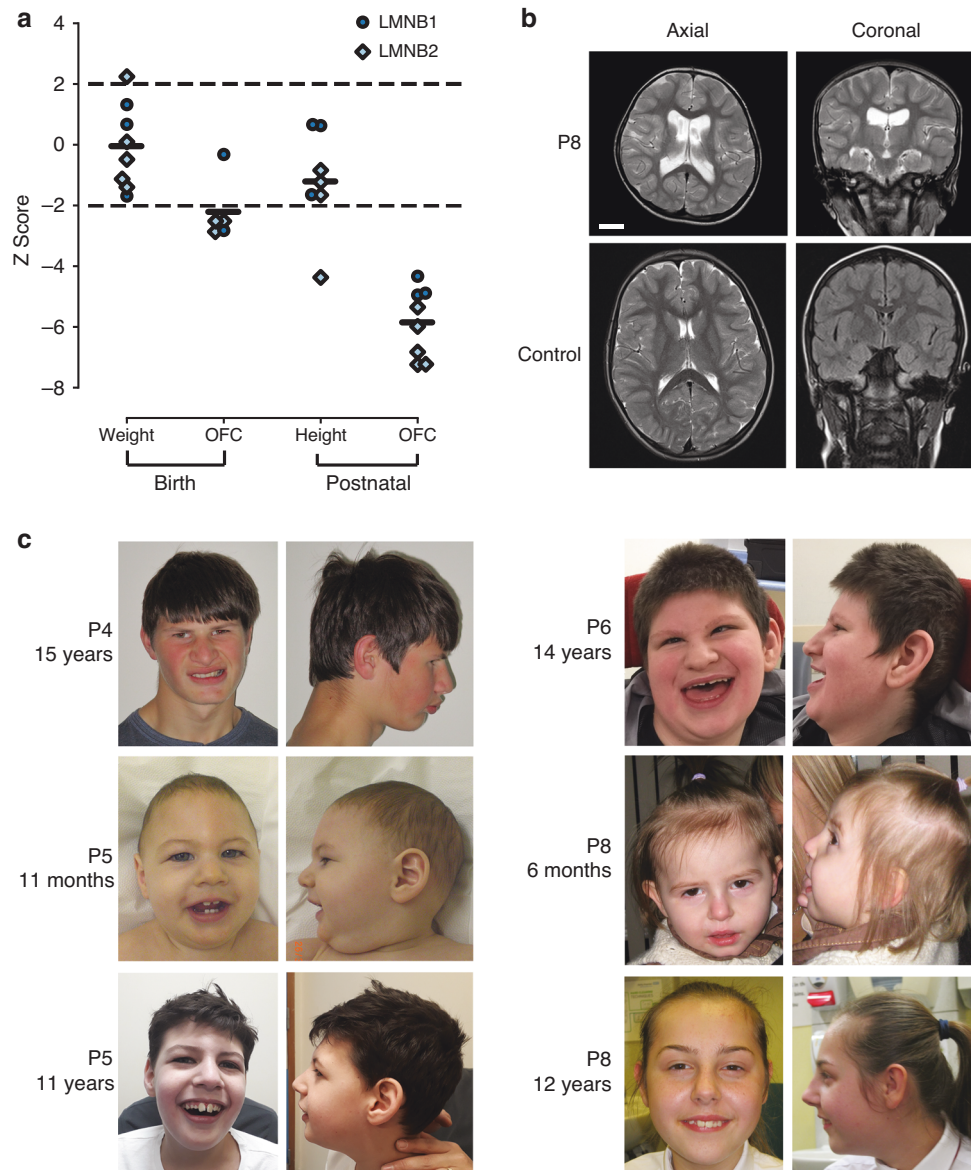 a
4
2
0
−2
−4
−6
−8
Z Score
LMNB1
LMNB2
Weight
OFC
Height
OFC
Birth
Postnatal
b
Axial
Coronal
P8
Control
c
P4
15 years
P5
11 months
P5
11 years
P6
14 years
P8
6 months
P8
12 years